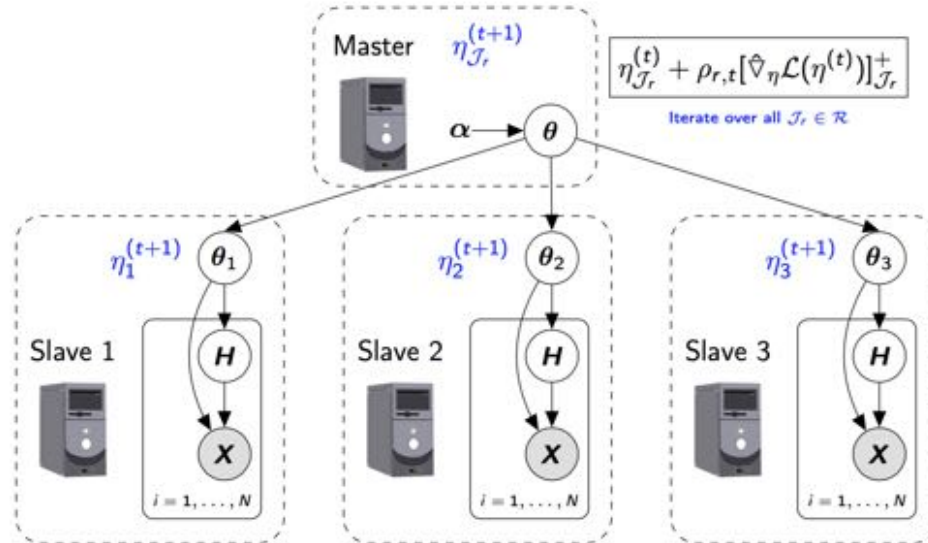 Master η_{𝒥_r}^{(t+1)}
η_{𝒥_r}^{(t)} + ρ_{r,t}[∇̂_η ℒ(η^{(t)})]^+_{𝒥_r}
Iterate over all 𝒥_r ∈ ℛ
α θ
η_1^{(t+1)} θ_1
η_2^{(t+1)} θ_2
η_3^{(t+1)} θ_3
Slave 1 H
Slave 2 H
Slave 3 H
X
X
X
i = 1, . . . , N
i = 1, . . . , N
i = 1, . . . , N